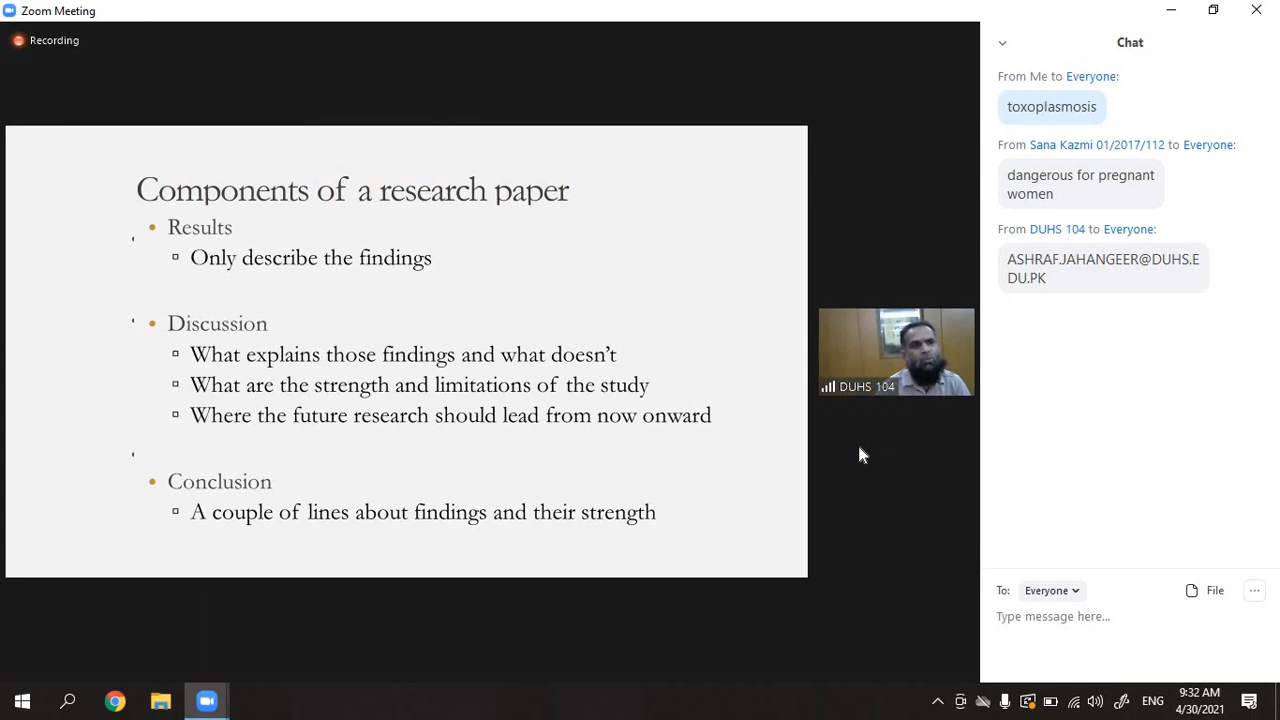 Zoom Meeting
Recording
Components of a research paper
• Results
▫ Only describe the findings
• Discussion
▫ What explains those findings and what doesn't
▫ What are the strength and limitations of the study
▫ Where the future research should lead from now onward
• Conclusion
▫ A couple of lines about findings and their strength
DUHS 104
Chat
From Me to Everyone:
toxoplasmosis
From Sana Kazmi 01/2017/112 to Everyone:
dangerous for pregnant
women
From DUHS 104 to Everyone:
ASHRAF.JAHANGEER@DUHS.E
DU.PK
To: Everyone File ...
Type message here...
ENG
9:32 AM
4/30/2021